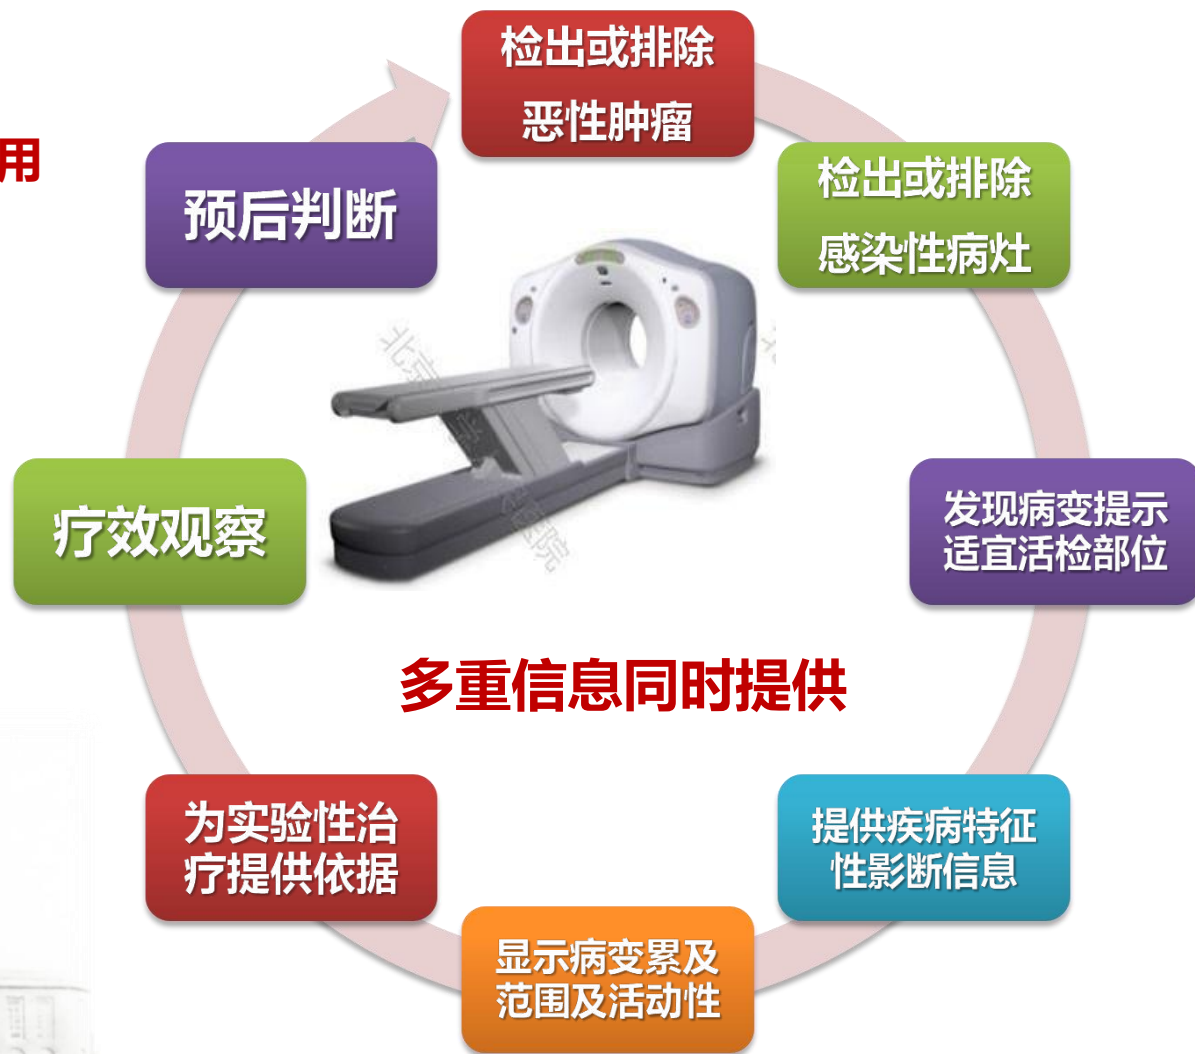 检出或排除
恶性肿瘤
用
检出或排除
感染性病灶
预后判断
发现病变提示
适宜活检部位
疗效观察
多重信息同时提供
为实验性治
疗提供依据
提供疾病特征
性影断信息
显示病变累及
范围及活动性
北京
院